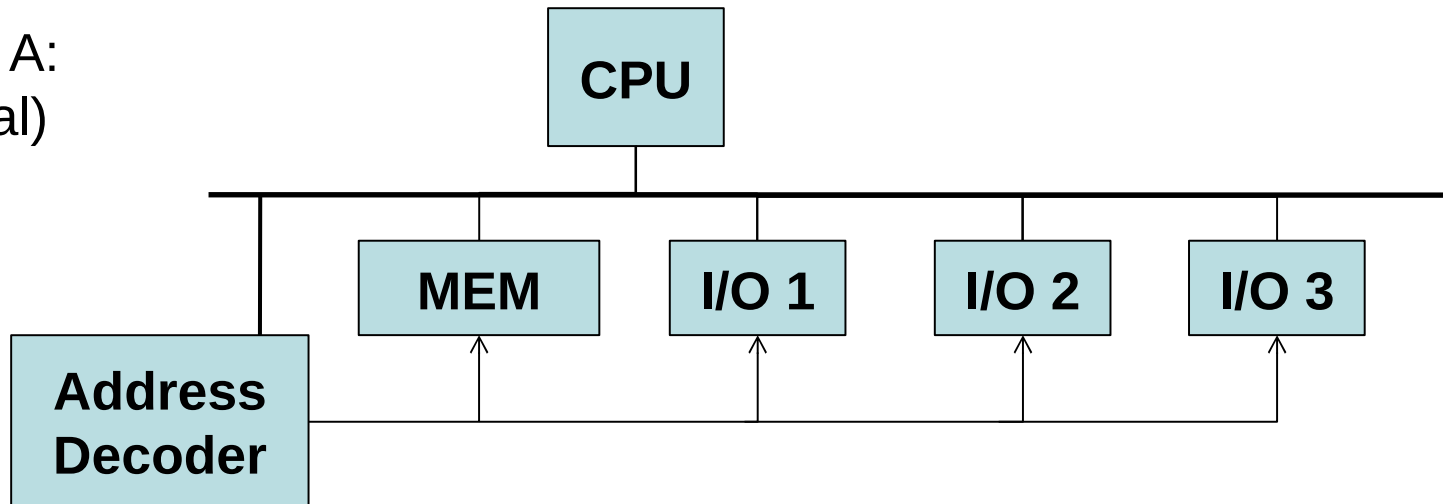 A:
al)
CPU
MEM
I/O 1
I/O 2
I/O 3
Address
Decoder